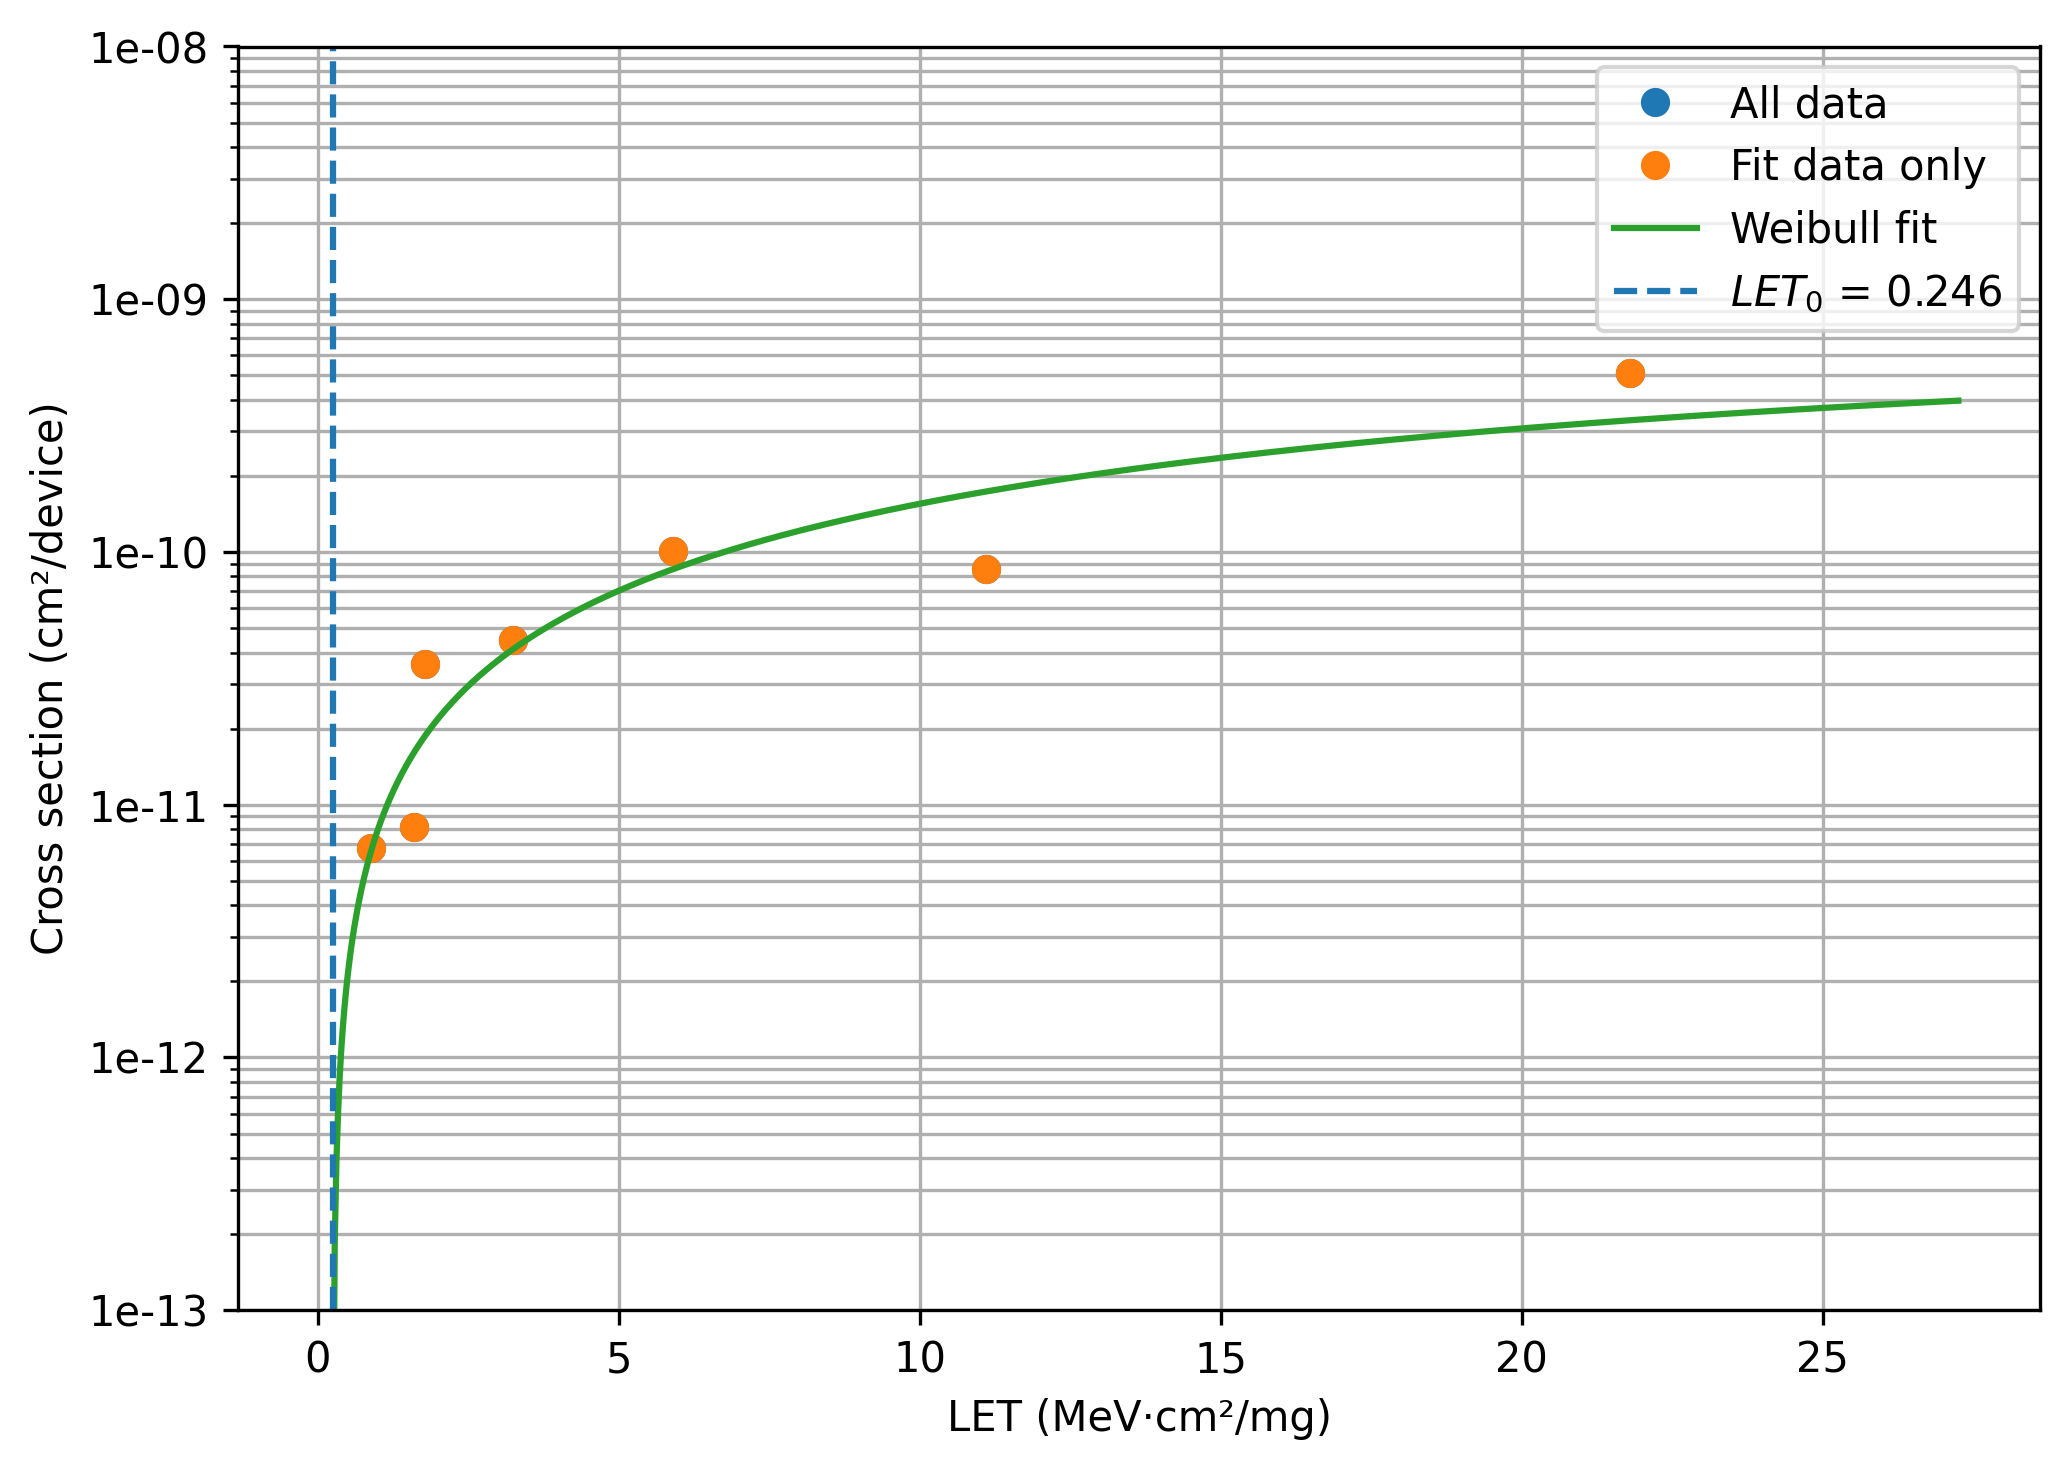 1e-08
1e-09
1e-10
1e-11
1e-12
1e-13
Cross section (cm²/device)
All data
Fit data only
Weibull fit
LET₀ = 0.246
0 5 10 15 20 25
LET (MeV·cm²/mg)